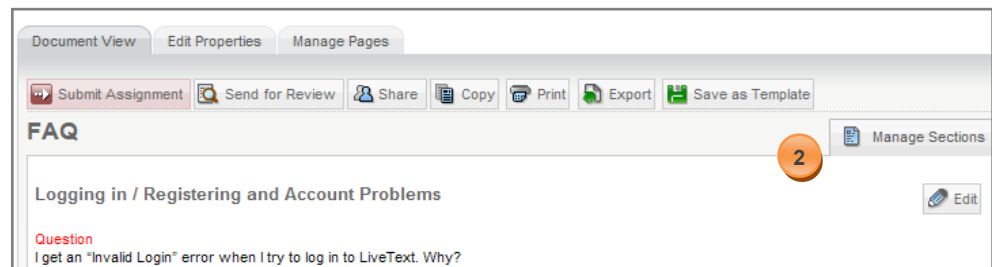 Document View Edit Properties Manage Pages
Submit Assignment Send for Review Share Copy Print Export Save as Template
FAQ
2 Manage Sections
Logging in / Registering and Account Problems
Edit
Question
I get an “Invalid Login” error when I try to log in to LiveText. Why?